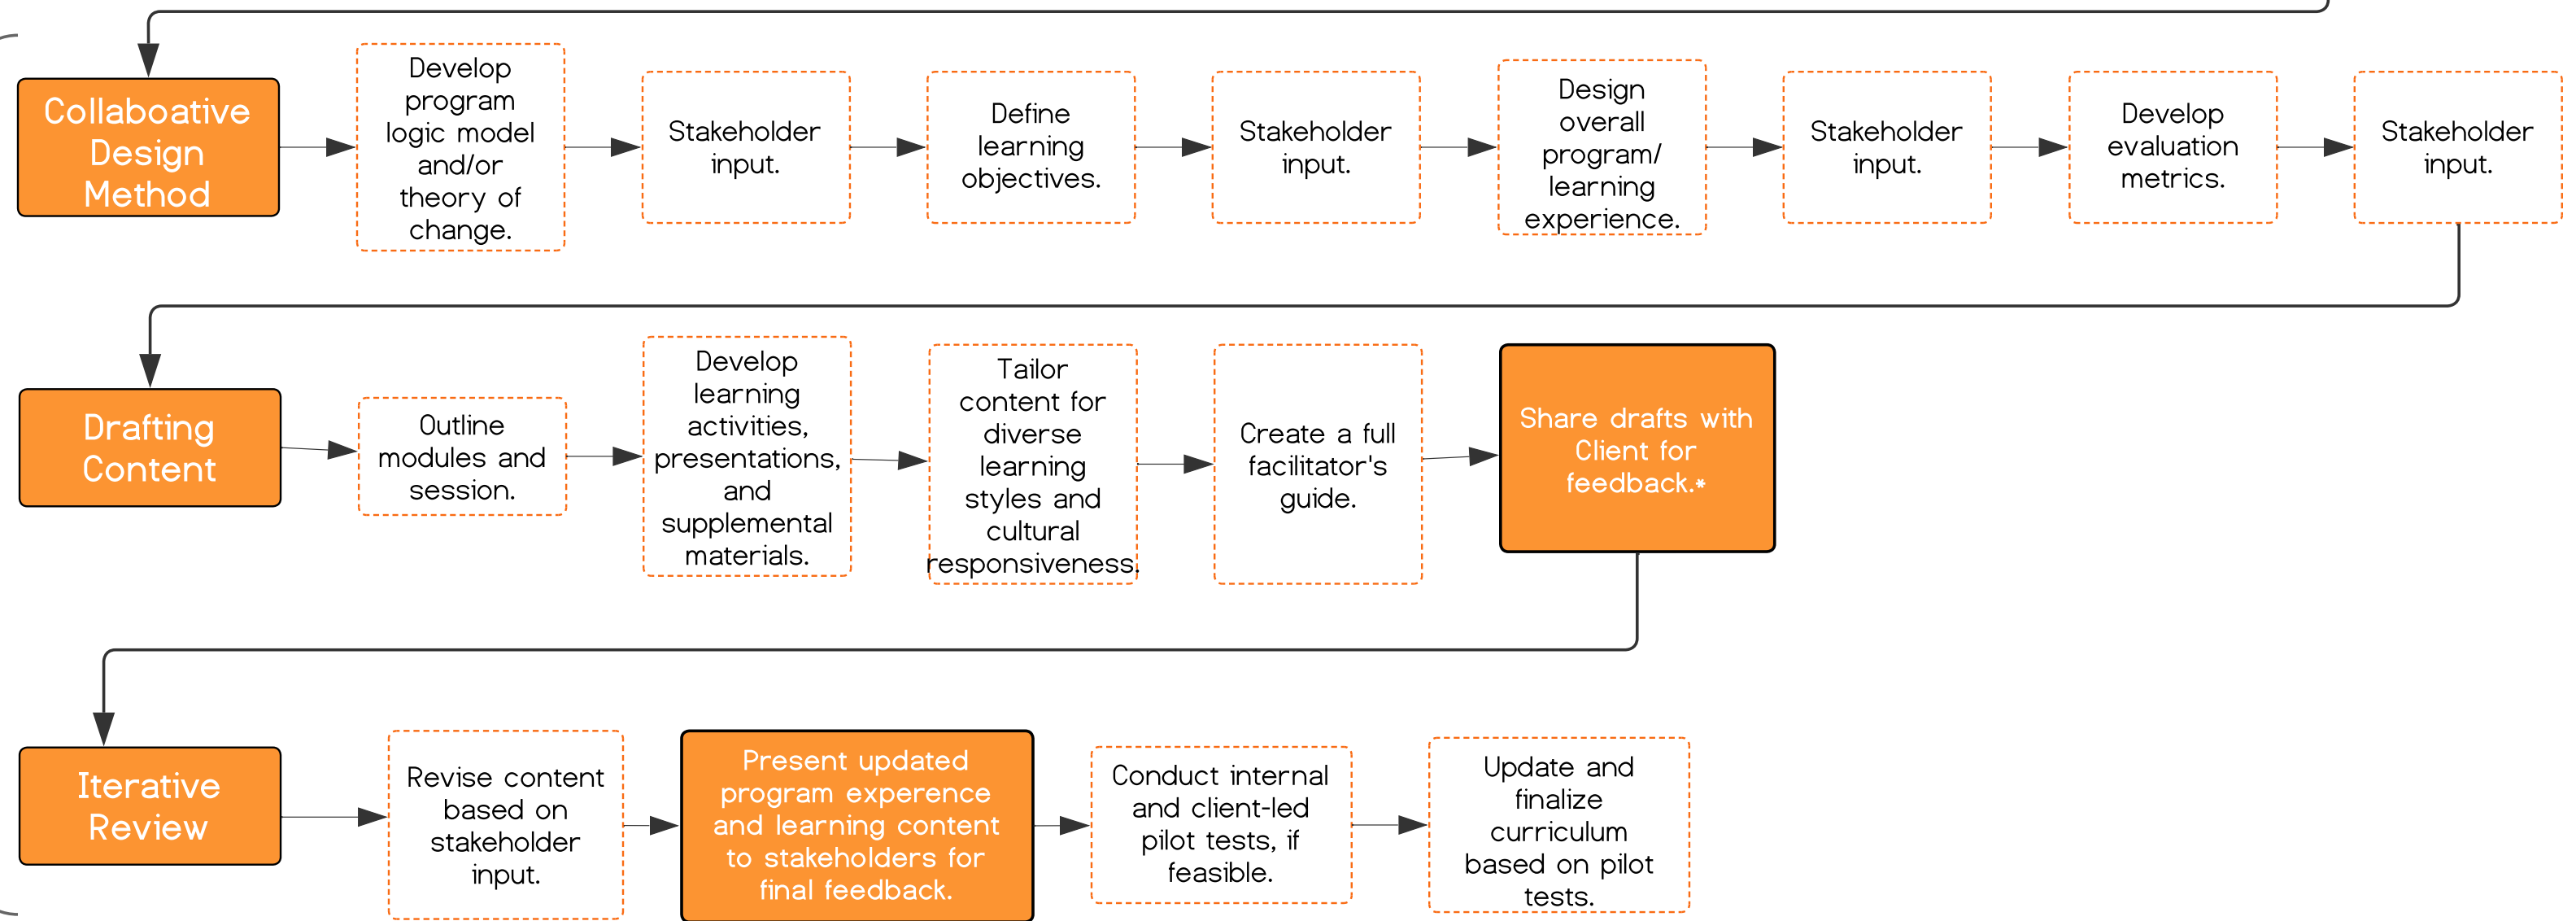 Collaboative
Design
Method
Develop
program
logic model
and/or
theory of
change.
Stakeholder
input.
Define
learning
objectives.
Stakeholder
input.
Design
overall
program/
learning
experience.
Stakeholder
input.
Develop
evaluation
metrics.
Stakeholder
input.
Drafting
Content
Outline
modules and
session.
Develop
learning
activities,
presentations,
and
supplemental
materials.
Tailor
content for
diverse
learning
styles and
cultural
responsiveness.
Create a full
facilitator's
guide.
Share drafts with
Client for
feedback.*
Iterative
Review
Revise content
based on
stakeholder
input.
Present updated
program experence
and learning content
to stakeholders for
final feedback.
Conduct internal
and client-led
pilot tests, if
feasible.
Update and
finalize
curriculum
based on pilot
tests.